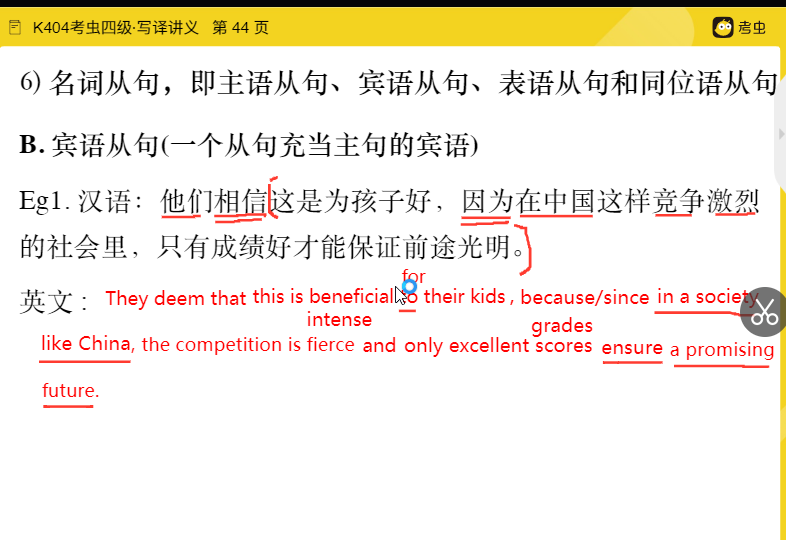 K404考虫四级·写译讲义 第 44 页 考虫
6) 名词从句，即主语从句、宾语从句、表语从句和同位语从句
B. 宾语从句(一个从句充当主句的宾语)
Eg1. 汉语：他们相信这是为孩子好，因为在中国这样竞争激烈
的社会里，只有成绩好才能保证前途光明。
for
英文：They deem that this is beneficial to their kids , because/since in a society
intense grades
like China, the competition is fierce and only excellent scores ensure a promising
future.